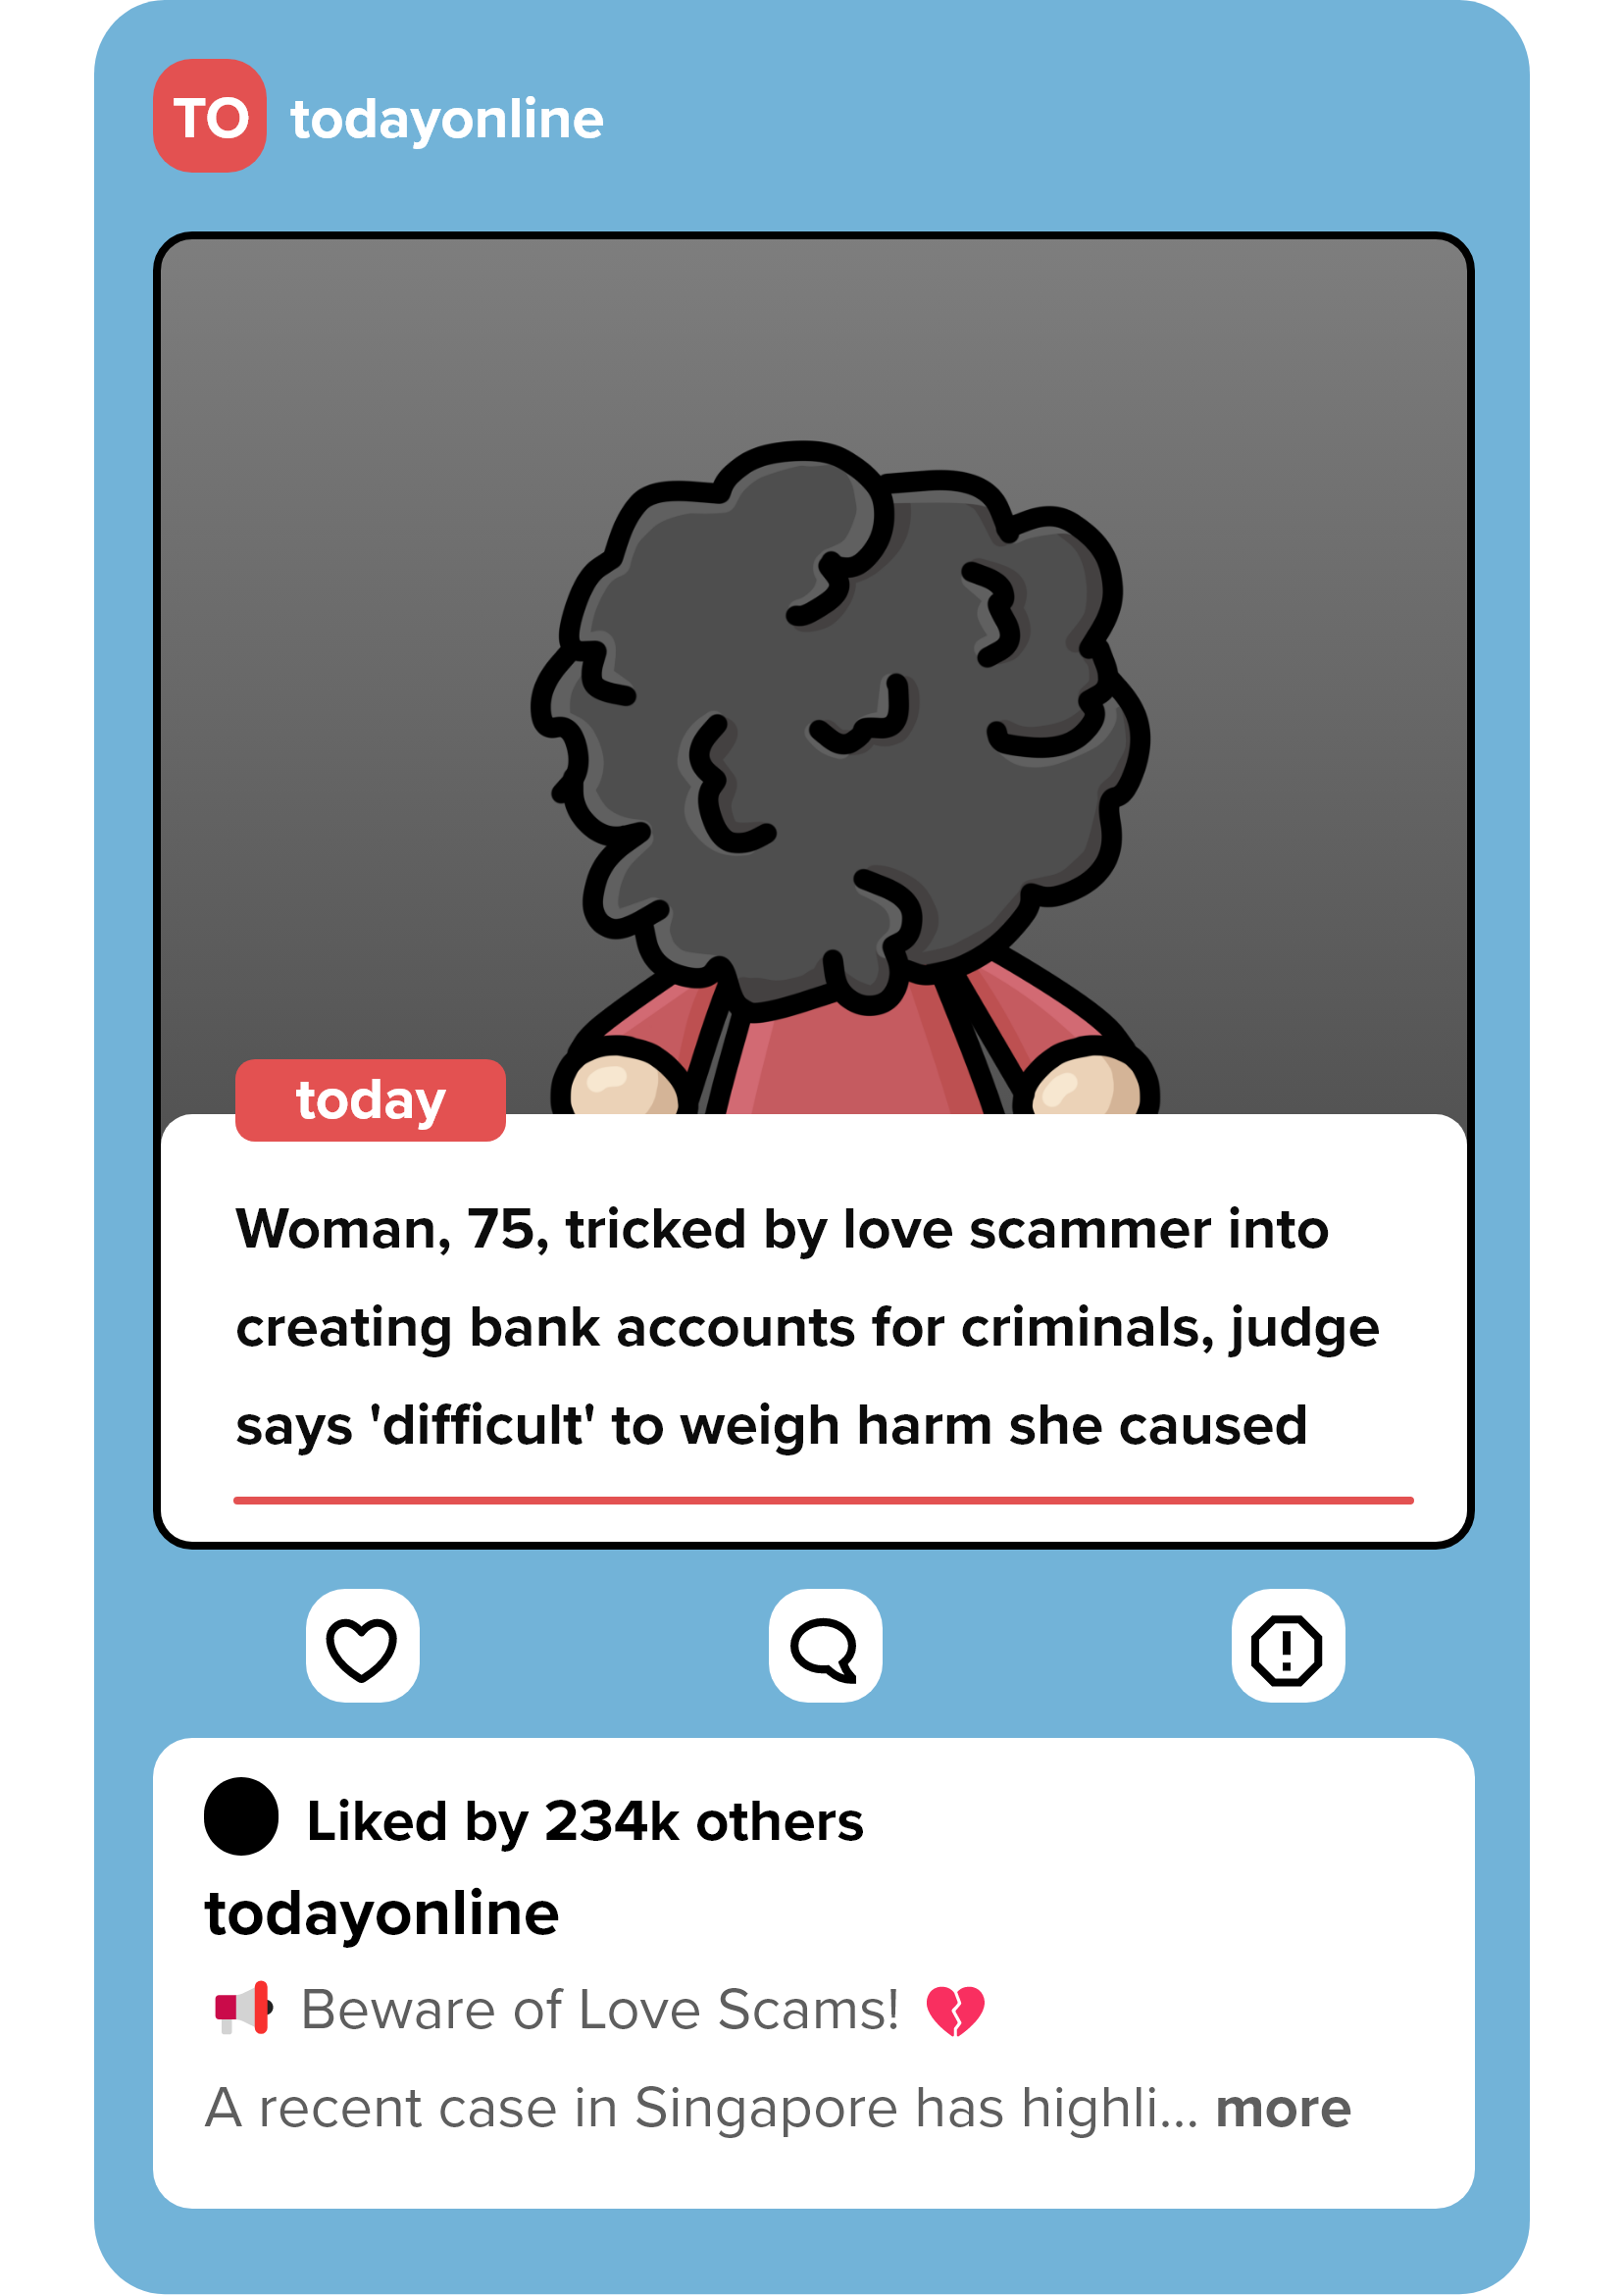 TO todayonline
today
Woman, 75, tricked by love scammer into
creating bank accounts for criminals, judge
says 'difficult' to weigh harm she caused
Liked by 234k others
todayonline
Beware of Love Scams!
A recent case in Singapore has highli... more